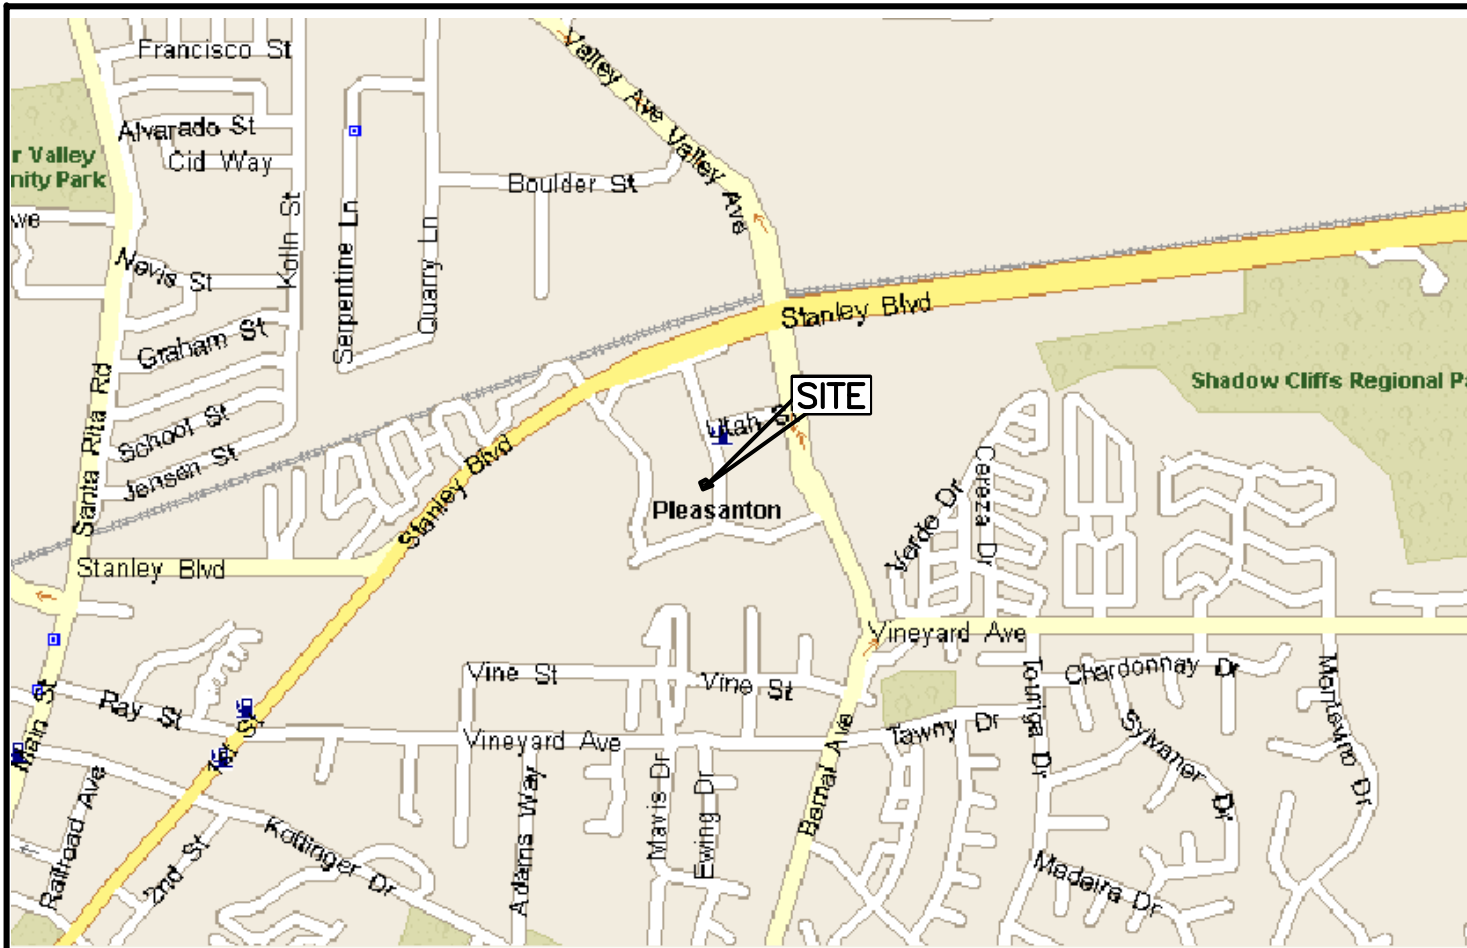 Francisco St
Valley Ave
Valley Ave
Alvarado St
Cid Way
r Valley
nity Park
Boulder St
we
Kolln St
Serpentine Ln
Quarry Ln
Nevis St
Stanley Blvd
Graham St
Santa Rita Rd
SITE
Shadow Cliffs Regional Pa
Utah S
School St
Jensen St
Stanley Blvd
Pleasanton
Verde Dr
Cereza Dr
Stanley Blvd
Vineyard Ave
Vine St
Vine St
Chardonnay Dr
Touriga Dr
Montevino Dr
Main St
Ray St
1st St
Vineyard Ave
Bernal Ave
Tawny Dr
Sylvaner Dr
Railroad Ave
2nd St
Kottinger Dr
Adams Way
Mavis Dr
Ewing Dr
Madeira Dr